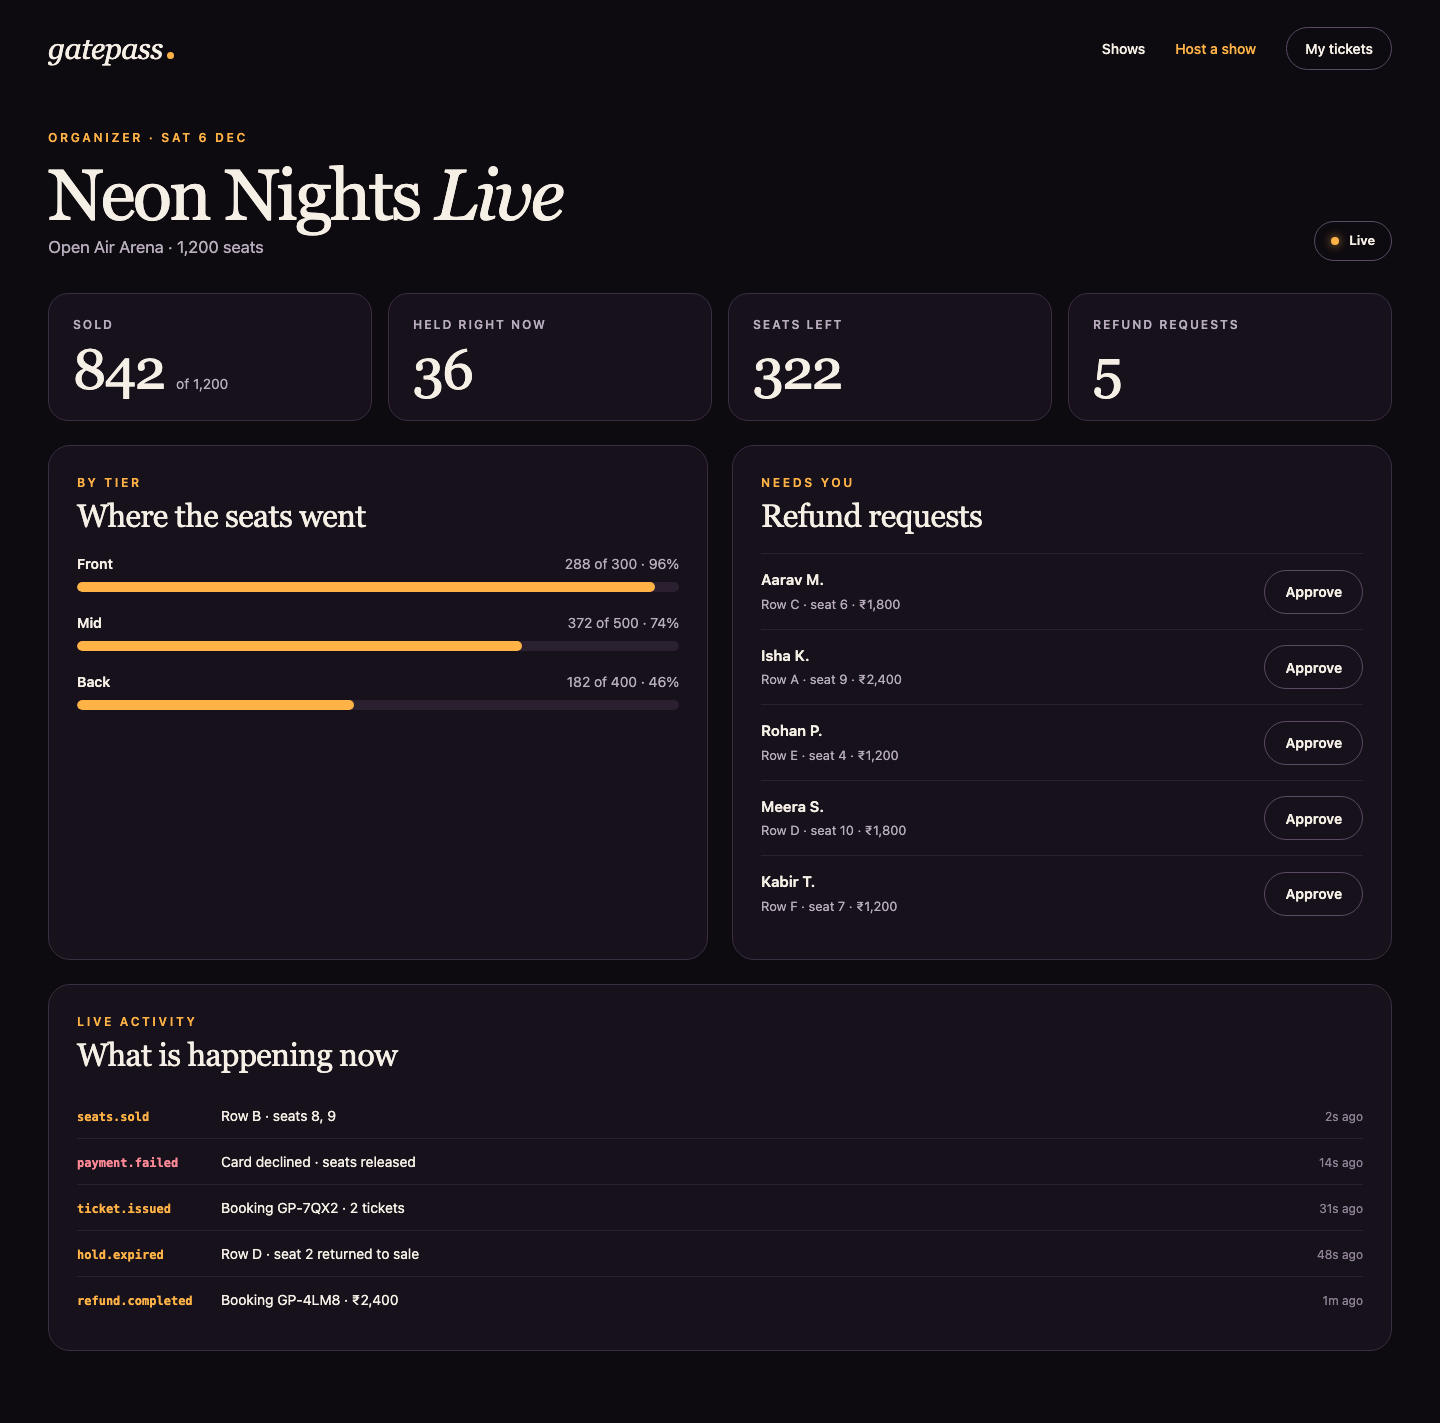 gatepass.
Shows
Host a show
My tickets
ORGANIZER · SAT 6 DEC
Neon Nights Live
Open Air Arena · 1,200 seats
Live
SOLD
842 of 1,200
HELD RIGHT NOW
36
SEATS LEFT
322
REFUND REQUESTS
5
BY TIER
Where the seats went
Front 288 of 300 · 96%
Mid 372 of 500 · 74%
Back 182 of 400 · 46%
NEEDS YOU
Refund requests
Aarav M.
Row C · seat 6 · ₹1,800
Approve
Isha K.
Row A · seat 9 · ₹2,400
Approve
Rohan P.
Row E · seat 4 · ₹1,200
Approve
Meera S.
Row D · seat 10 · ₹1,800
Approve
Kabir T.
Row F · seat 7 · ₹1,200
Approve
LIVE ACTIVITY
What is happening now
seats.sold Row B · seats 8, 9 2s ago
payment.failed Card declined · seats released 14s ago
ticket.issued Booking GP-7QX2 · 2 tickets 31s ago
hold.expired Row D · seat 2 returned to sale 48s ago
refund.completed Booking GP-4LM8 · ₹2,400 1m ago